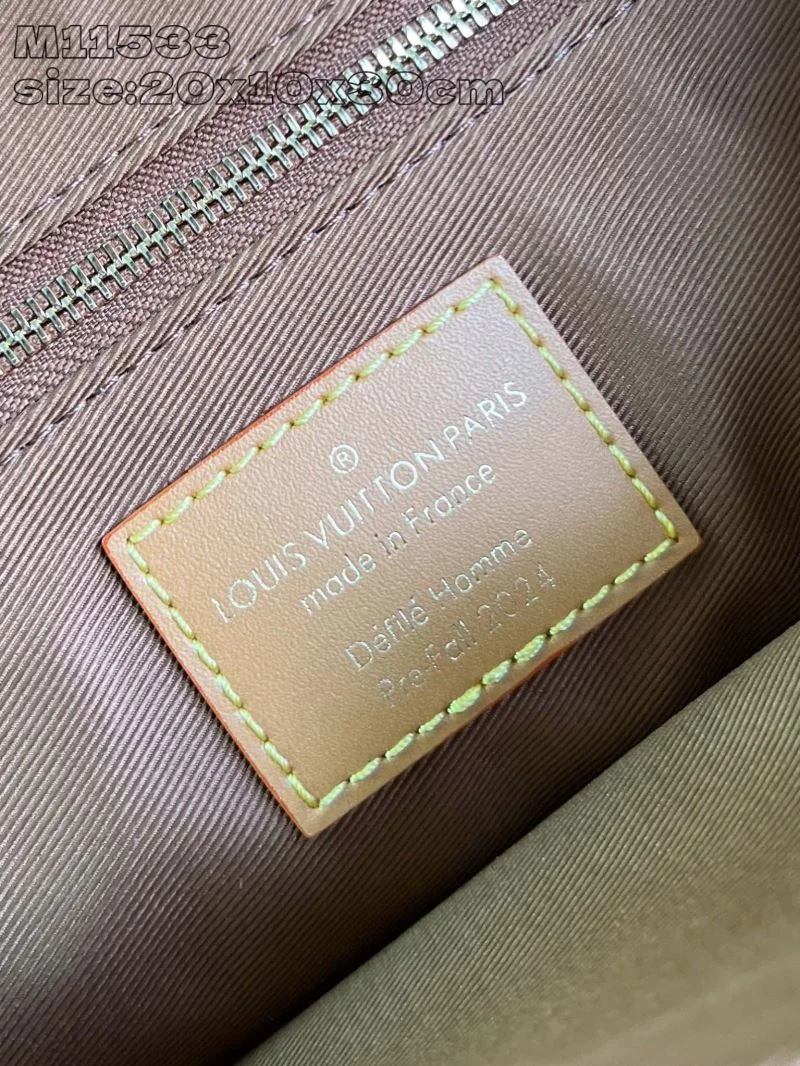 M11533
size:20x10x30cm
®
LOUIS VUITTON PARIS
made in France
Défilé Homme
Pre-Fall 2024